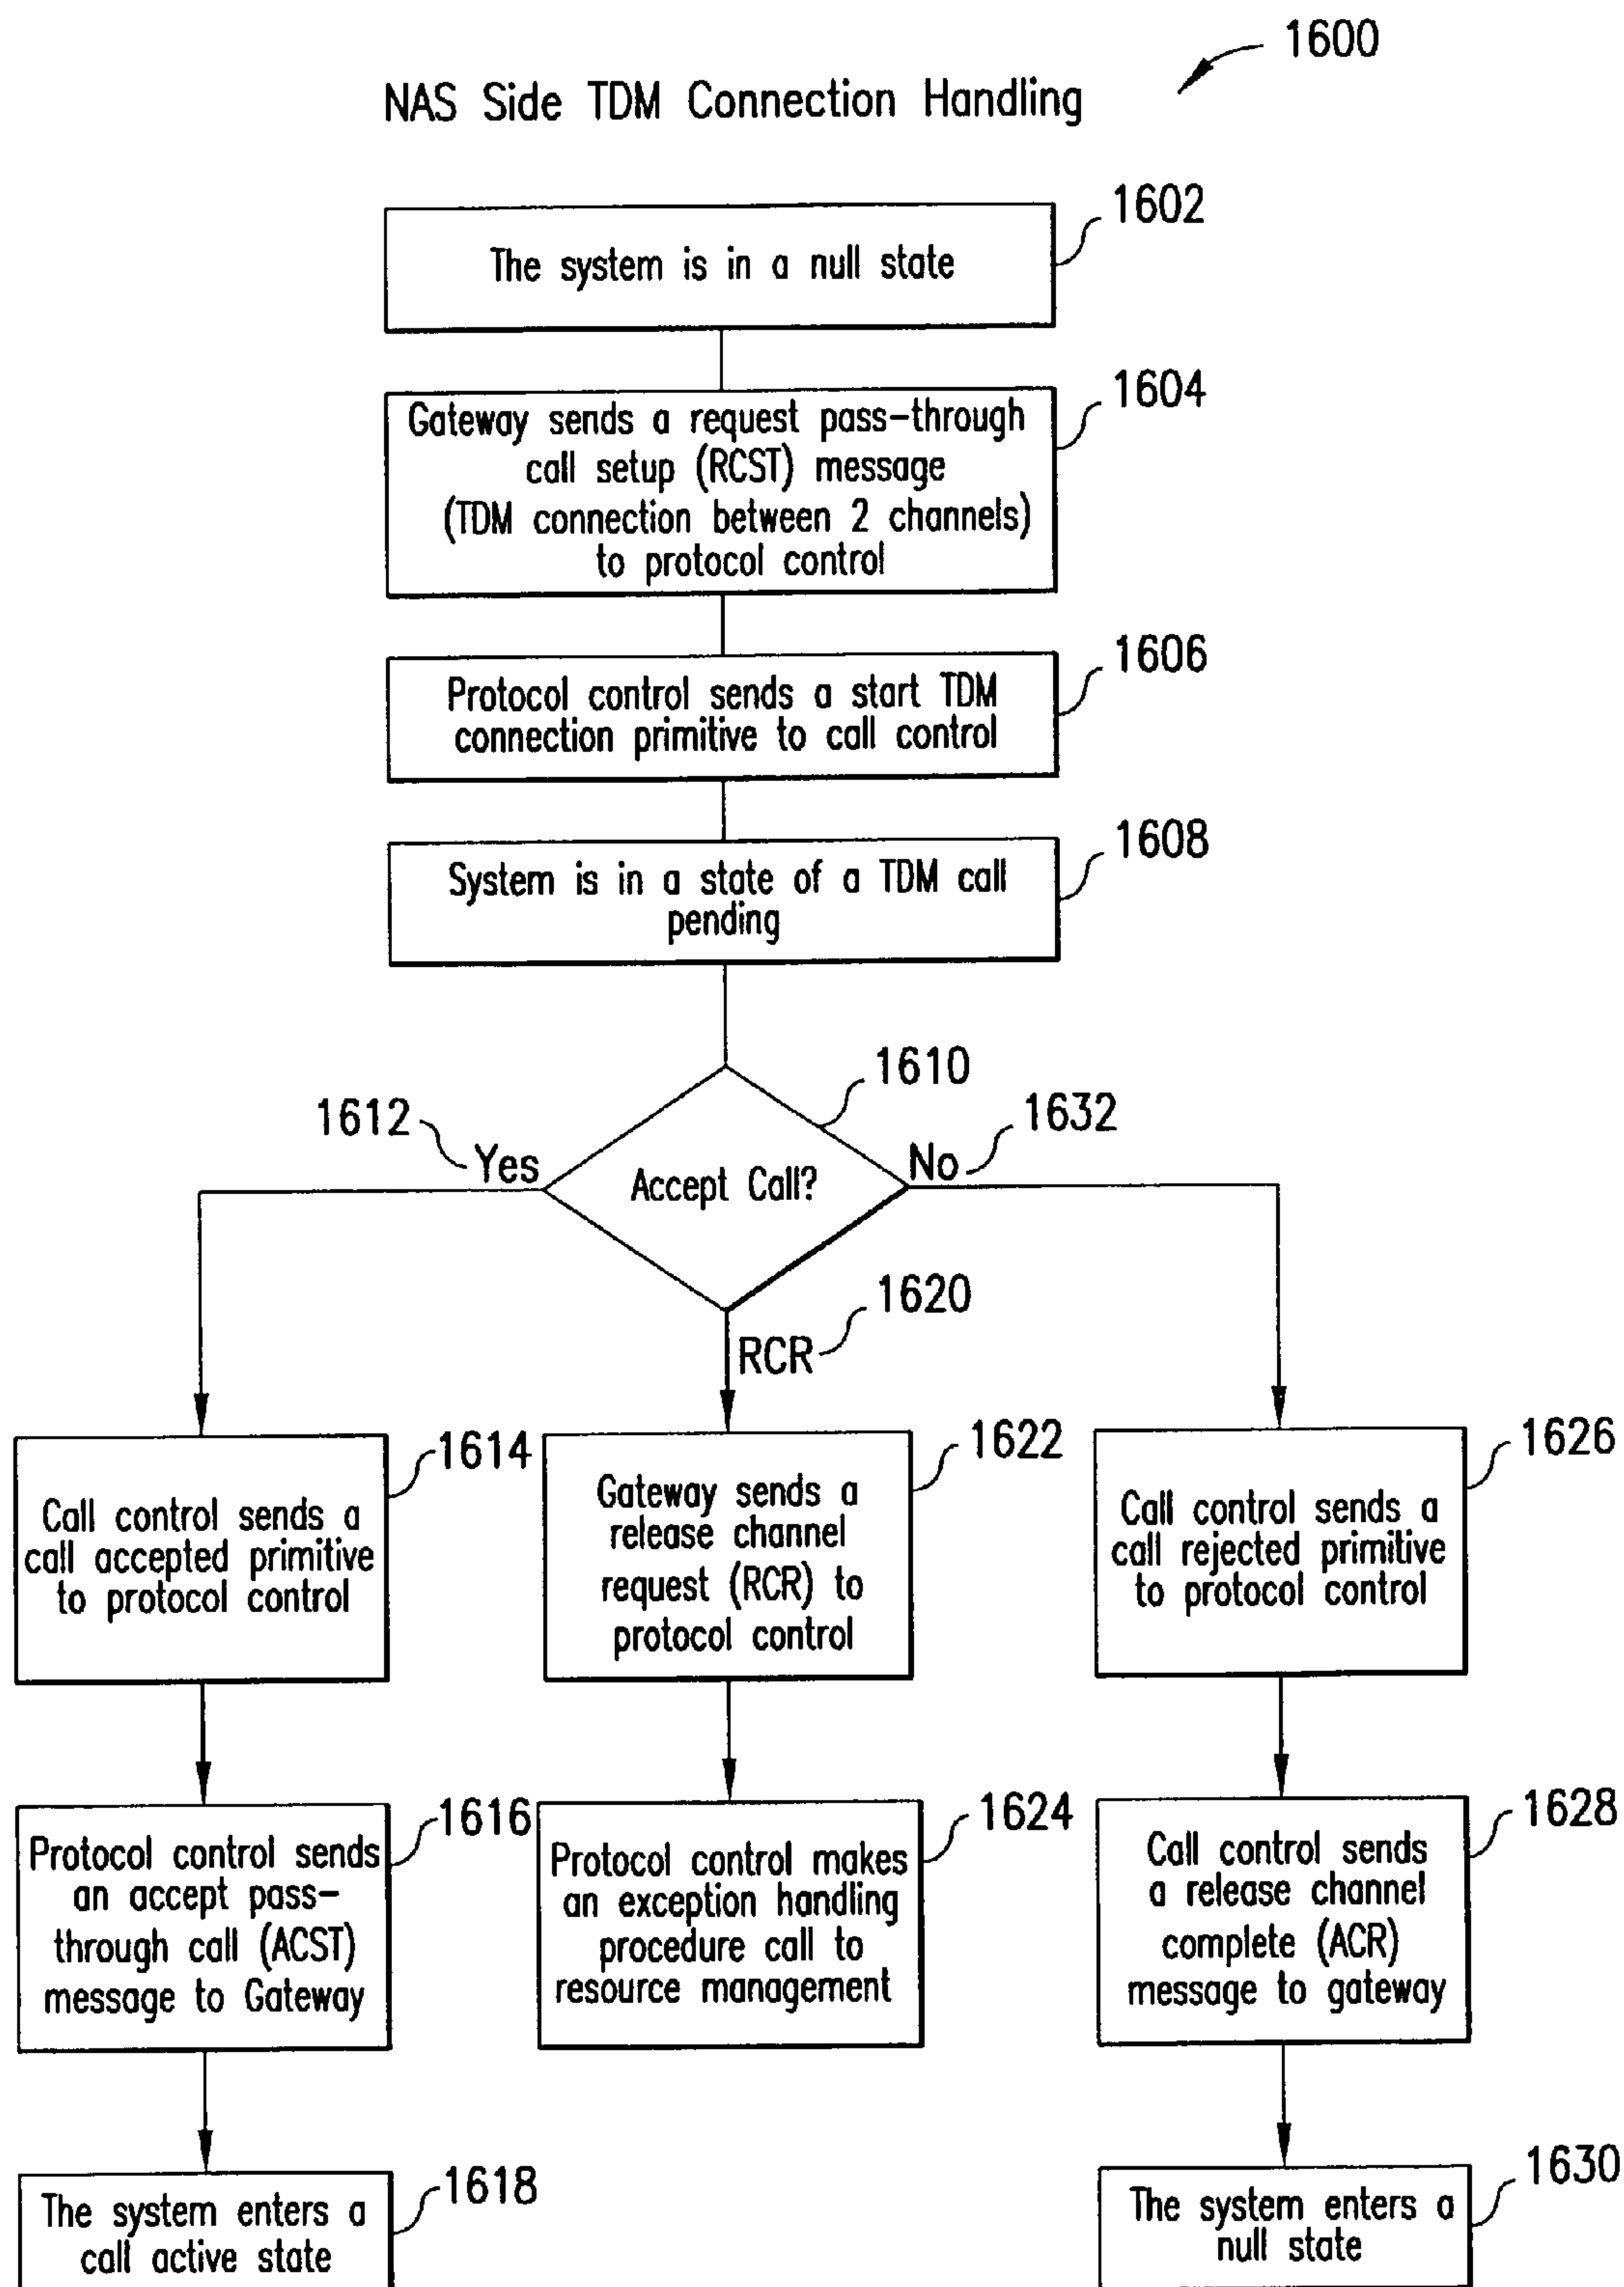 1600
NAS Side TDM Connection Handling
1602
The system is in a null state
1604
Gateway sends a request pass-through
call setup (RCST) message
(TDM connection between 2 channels)
to protocol control
1606
Protocol control sends a start TDM
connection primitive to call control
1608
System is in a state of a TDM call
pending
1610
1612
Yes
Accept Call?
No
1632
1620
RCR
1614
Call control sends a
call accepted primitive
to protocol control
1622
Gateway sends a
release channel
request (RCR) to
protocol control
1626
Call control sends a
call rejected primitive
to protocol control
1616
Protocol control sends
an accept pass-
through call (ACST)
message to Gateway
1624
Protocol control makes
an exception handling
procedure call to
resource management
1628
Call control sends
a release channel
complete (ACR)
message to gateway
1618
The system enters a
call active state
1630
The system enters a
null state